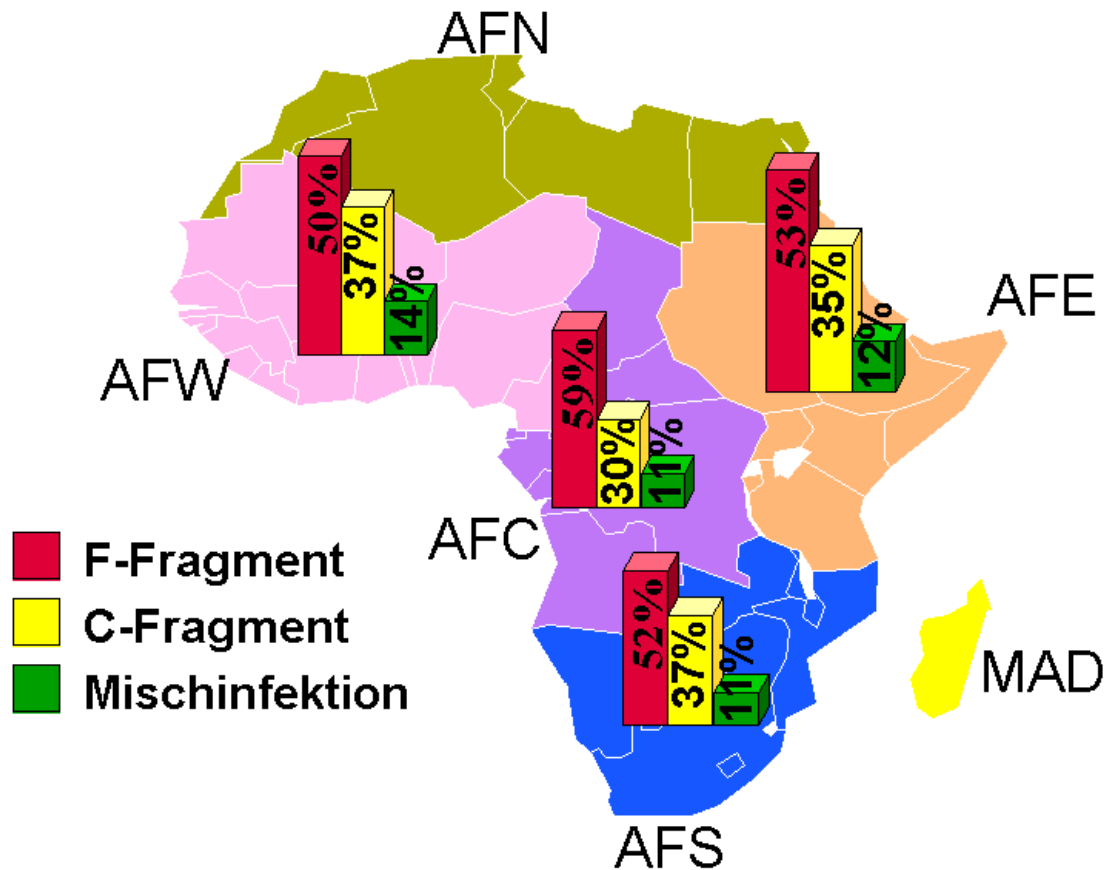 AFN
50%
37%
14%
53%
35%
12%
AFE
AFW
59%
30%
11%
AFC
F-Fragment
C-Fragment
Mischinfektion
52%
37%
11%
MAD
AFS